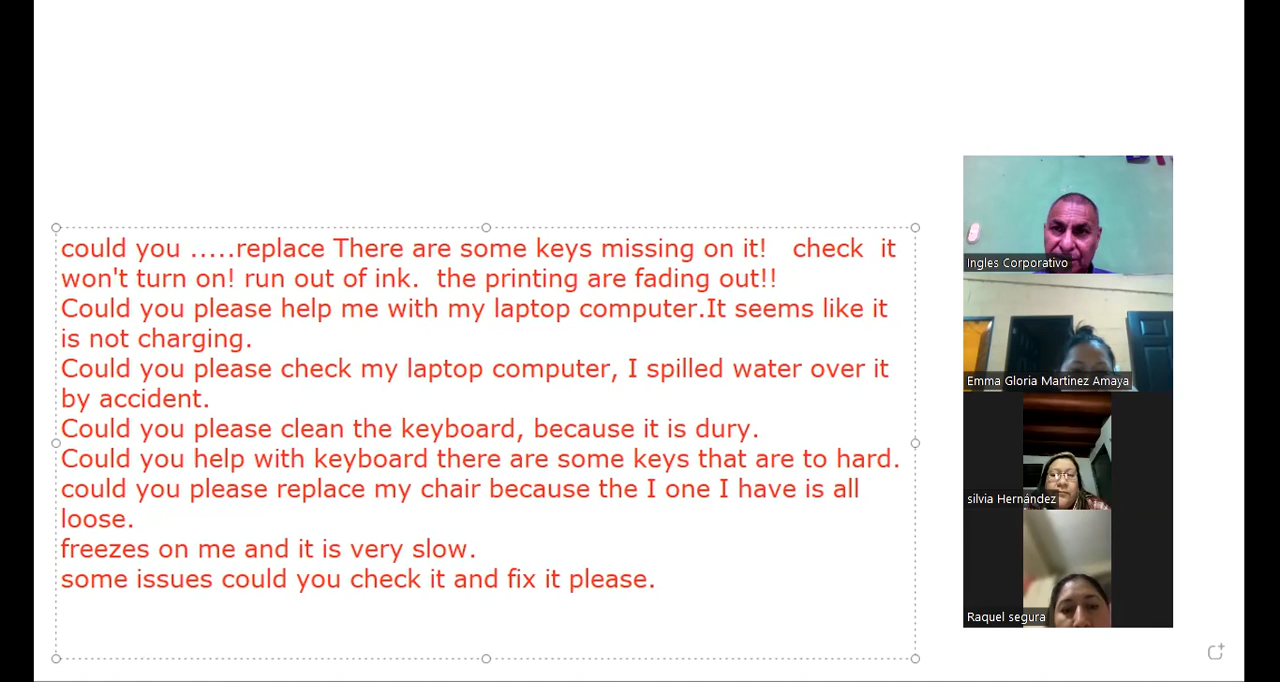 could you .....replace There are some keys missing on it!   check  it
won't turn on! run out of ink.  the printing are fading out!!
Could you please help me with my laptop computer.It seems like it
is not charging.
Could you please check my laptop computer, I spilled water over it
by accident.
Could you please clean the keyboard, because it is dury.
Could you help with keyboard there are some keys that are to hard.
could you please replace my chair because the I one I have is all
loose.
freezes on me and it is very slow.
some issues could you check it and fix it please.
Ingles Corporativo
Emma Gloria Martinez Amaya
silvia Hernández
Raquel segura